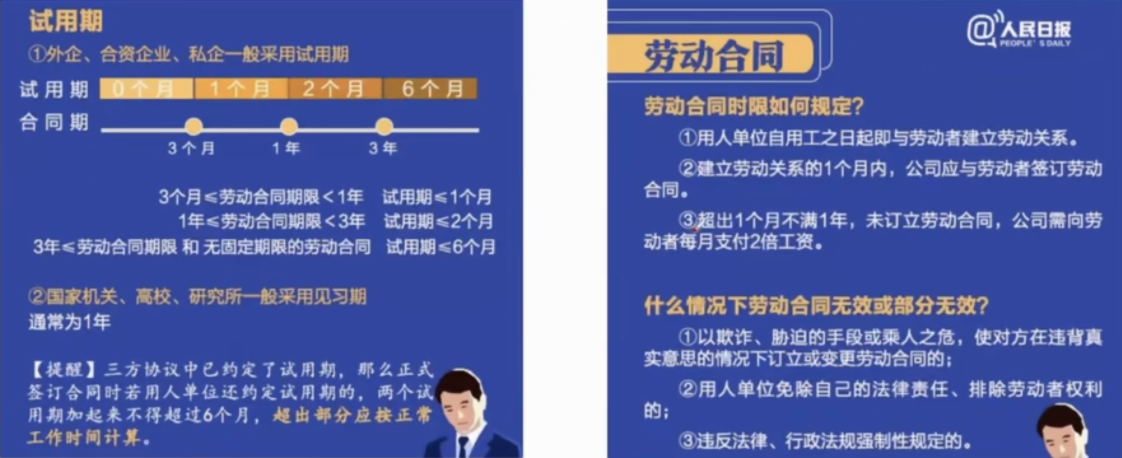 试用期
①外企、合资企业、私企一般采用试用期
试用期 0个月 1个月 2个月 6个月
合同期
3个月 1年 3年
3个月≤劳动合同期限<1年 试用期≤1个月
1年≤劳动合同期限<3年 试用期≤2个月
3年≤劳动合同期限 和 无固定期限的劳动合同 试用期≤6个月
②国家机关、高校、研究所一般采用见习期
通常为1年
【提醒】三方协议中已约定了试用期，那么正式
签订合同时若用人单位还约定试用期的，两个试
用期加起来不得超过6个月，超出部分应按正常
工作时间计算。
@人民日报
PEOPLE'S DAILY
劳动合同
劳动合同时限如何规定？
①用人单位自用工之日起即与劳动者建立劳动关系。
②建立劳动关系的1个月内，公司应与劳动者签订劳动
合同。
③超出1个月不满1年，未订立劳动合同，公司需向劳
动者每月支付2倍工资。
什么情况下劳动合同无效或部分无效？
①以欺诈、胁迫的手段或乘人之危，使对方在违背真
实意思的情况下订立或变更劳动合同的；
②用人单位免除自己的法律责任、排除劳动者权利
的；
③违反法律、行政法规强制性规定的。